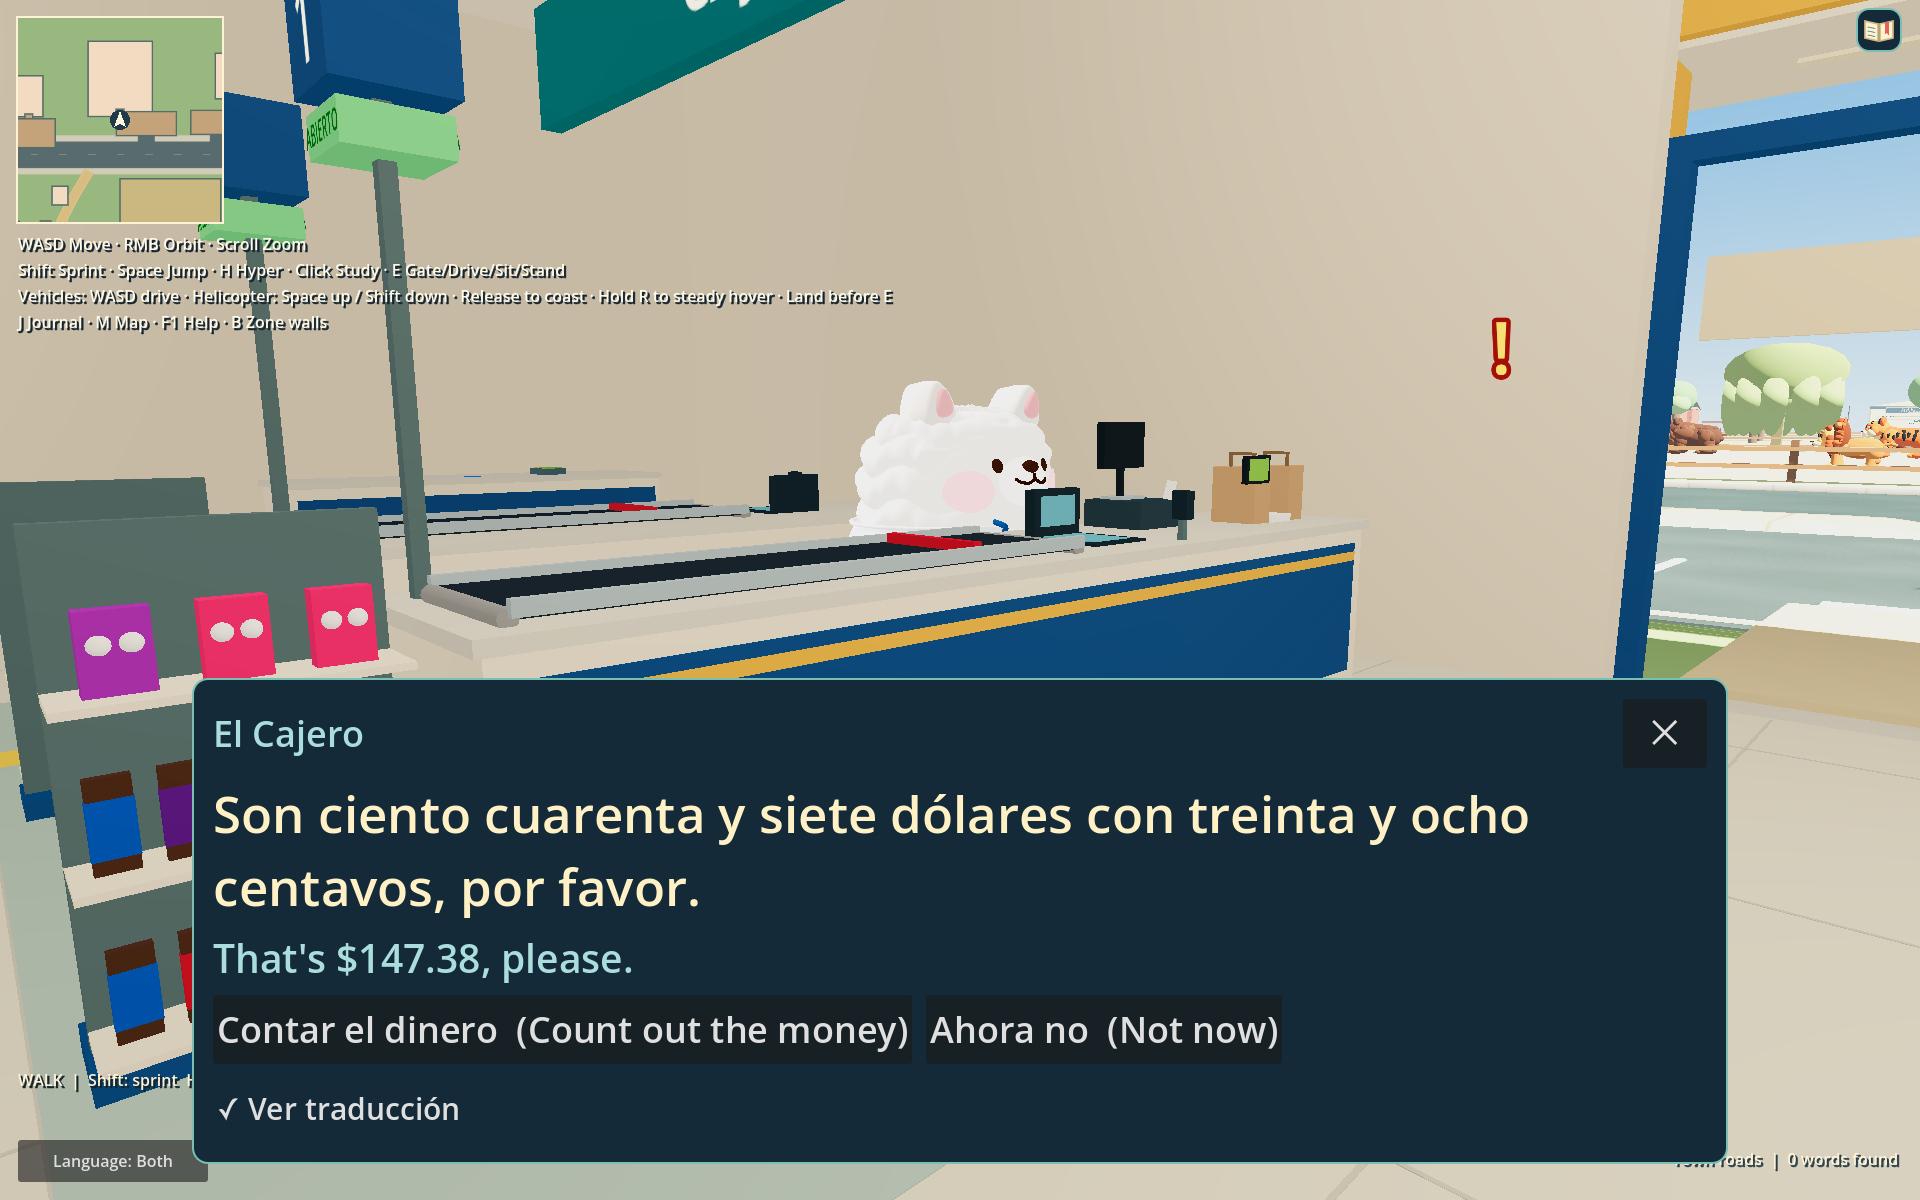 ABIERTO
WASD Move · RMB Orbit · Scroll Zoom
Shift Sprint · Space Jump · H Hyper · Click Study · E Gate/Drive/Sit/Stand
Vehicles: WASD drive · Helicopter: Space up / Shift down · Release to coast · Hold R to steady hover · Land before E
J Journal · M Map · F1 Help · B Zone walls
El Cajero
Son ciento cuarenta y siete dólares con treinta y ocho
centavos, por favor.
That's $147.38, please.
Contar el dinero (Count out the money) Ahora no (Not now)
✓ Ver traducción
WALK | Shift: sprint
Language: Both
roads | 0 words found